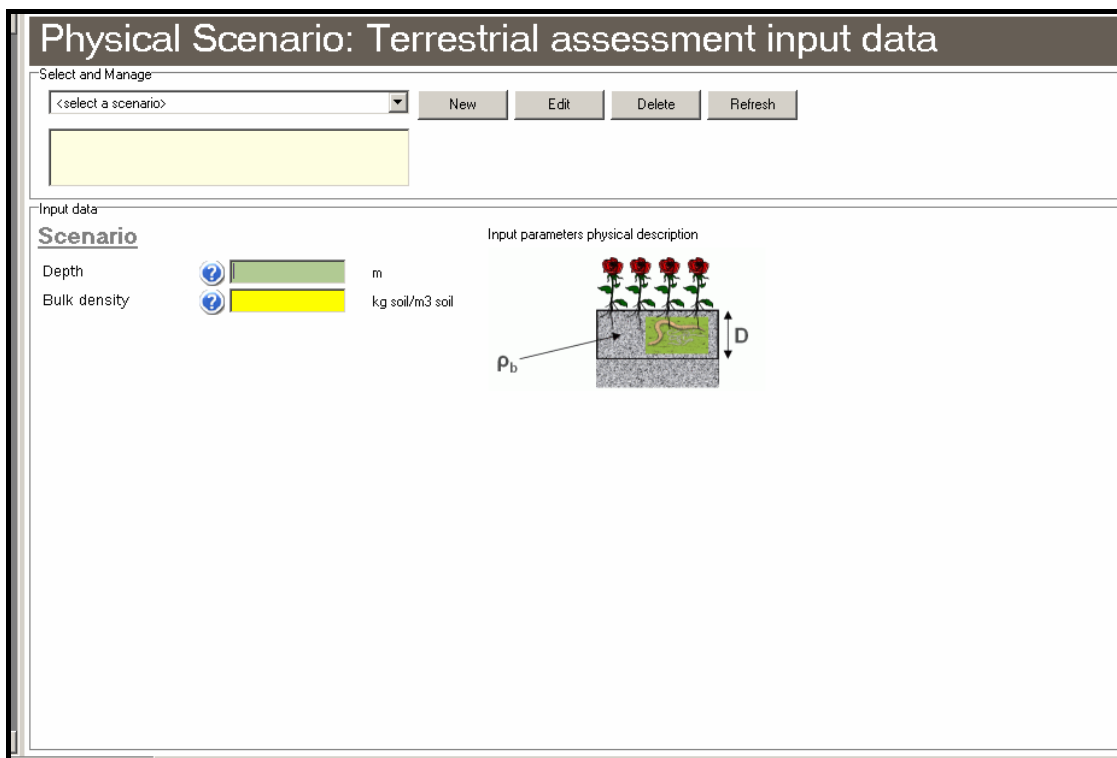 Physical Scenario: Terrestrial assessment input data
Select and Manage
<select a scenario>
New
Edit
Delete
Refresh
Input data
Scenario
Input parameters physical description
Depth ? m
Bulk density ? kg soil/m3 soil
D
ρb